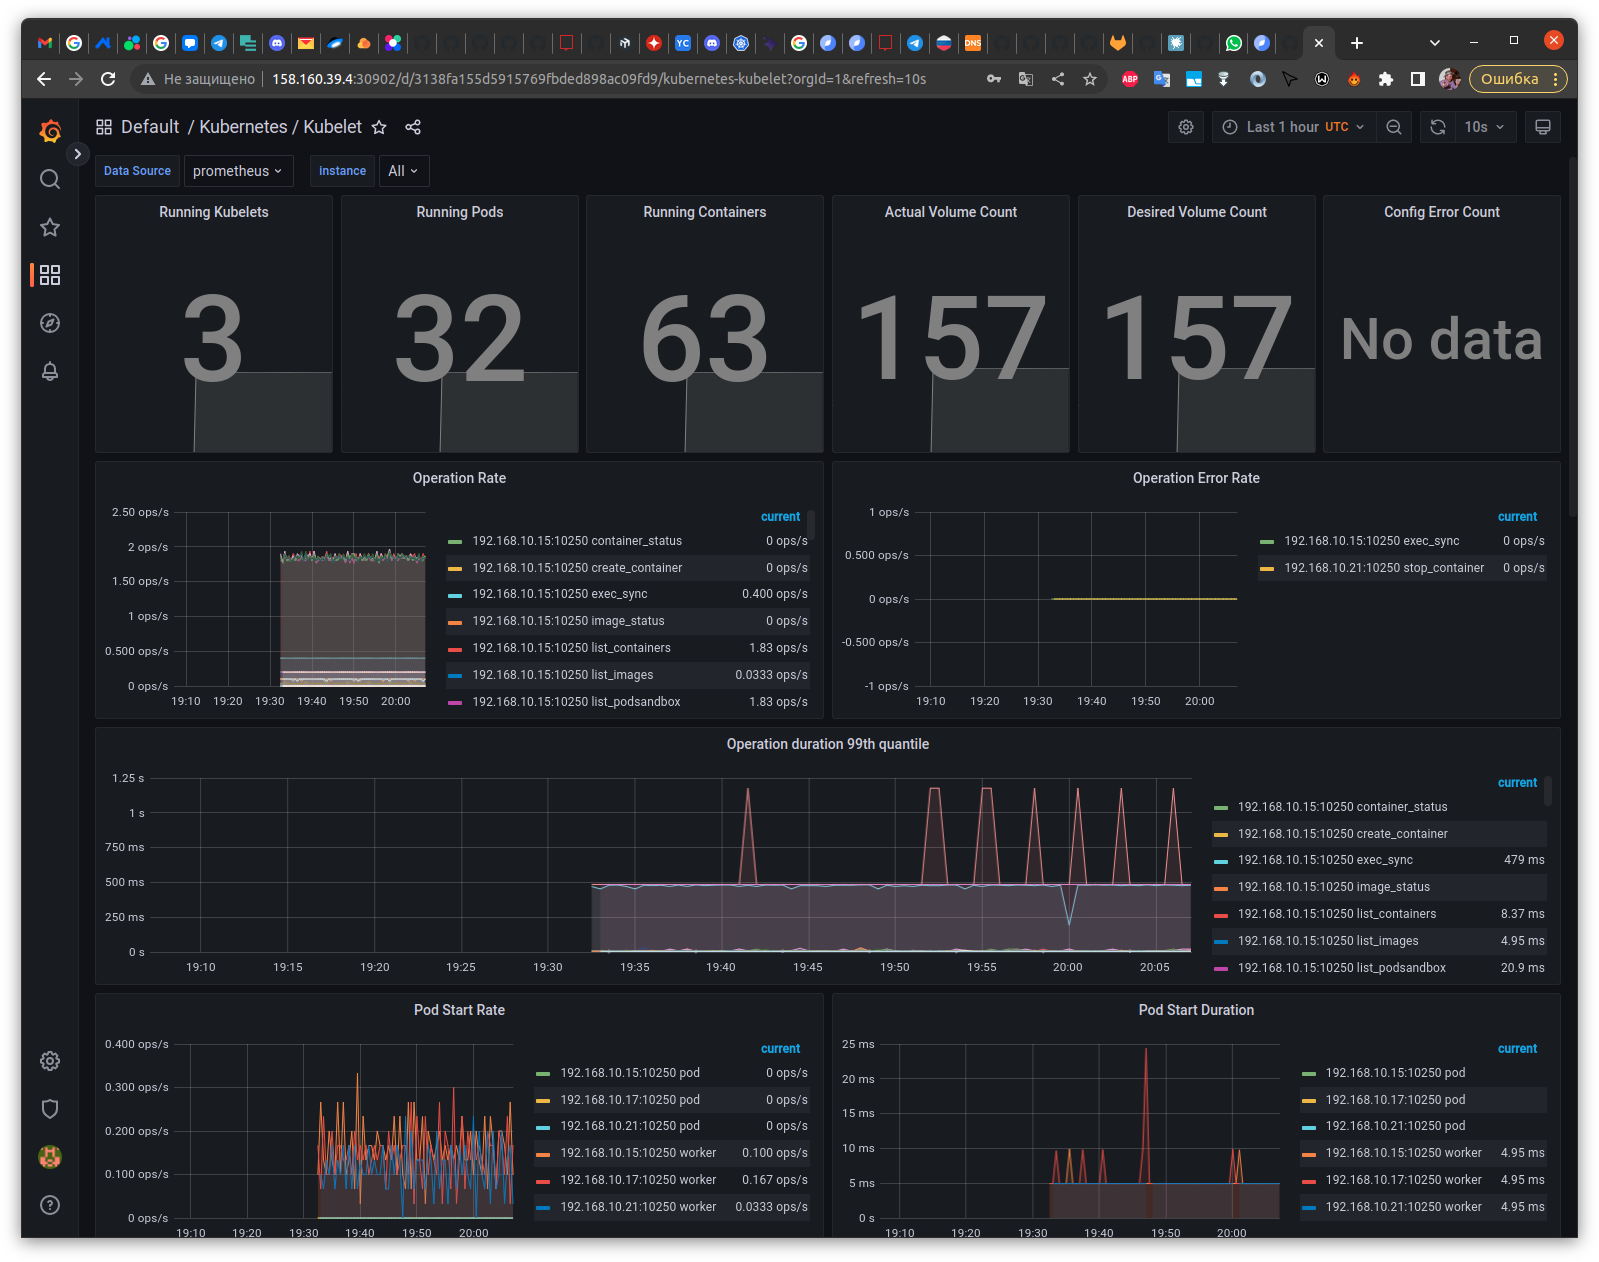 YC
DNS
Не защищено
158.160.39.4:30902/d/3138fa155d5915769fbded898ac09fd9/kubernetes-kubelet?orgId=1&refresh=10s
ABP
Ошибка
Default / Kubernetes / Kubelet
Last 1 hour UTC
10s
Data Source
prometheus
instance
All
Running Kubelets
3
Running Pods
32
Running Containers
63
Actual Volume Count
157
Desired Volume Count
157
Config Error Count
No data
Operation Rate
2.50 ops/s
2 ops/s
1.50 ops/s
1 ops/s
0.500 ops/s
0 ops/s
19:10 19:20 19:30 19:40 19:50 20:00
current
192.168.10.15:10250 container_status 0 ops/s
192.168.10.15:10250 create_container 0 ops/s
192.168.10.15:10250 exec_sync 0.400 ops/s
192.168.10.15:10250 image_status 0 ops/s
192.168.10.15:10250 list_containers 1.83 ops/s
192.168.10.15:10250 list_images 0.0333 ops/s
192.168.10.15:10250 list_podsandbox 1.83 ops/s
Operation Error Rate
1 ops/s
0.500 ops/s
0 ops/s
-0.500 ops/s
-1 ops/s
19:10 19:20 19:30 19:40 19:50 20:00
current
192.168.10.15:10250 exec_sync 0 ops/s
192.168.10.21:10250 stop_container 0 ops/s
Operation duration 99th quantile
1.25 s
1 s
750 ms
500 ms
250 ms
0 s
19:10 19:15 19:20 19:25 19:30 19:35 19:40 19:45 19:50 19:55 20:00 20:05
current
192.168.10.15:10250 container_status
192.168.10.15:10250 create_container
192.168.10.15:10250 exec_sync 479 ms
192.168.10.15:10250 image_status
192.168.10.15:10250 list_containers 8.37 ms
192.168.10.15:10250 list_images 4.95 ms
192.168.10.15:10250 list_podsandbox 20.9 ms
Pod Start Rate
0.400 ops/s
0.300 ops/s
0.200 ops/s
0.100 ops/s
0 ops/s
19:10 19:20 19:30 19:40 19:50 20:00
current
192.168.10.15:10250 pod 0 ops/s
192.168.10.17:10250 pod 0 ops/s
192.168.10.21:10250 pod 0 ops/s
192.168.10.15:10250 worker 0.100 ops/s
192.168.10.17:10250 worker 0.167 ops/s
192.168.10.21:10250 worker 0.0333 ops/s
Pod Start Duration
25 ms
20 ms
15 ms
10 ms
5 ms
0 s
19:10 19:20 19:30 19:40 19:50 20:00
current
192.168.10.15:10250 pod
192.168.10.17:10250 pod
192.168.10.21:10250 pod
192.168.10.15:10250 worker 4.95 ms
192.168.10.17:10250 worker 4.95 ms
192.168.10.21:10250 worker 4.95 ms